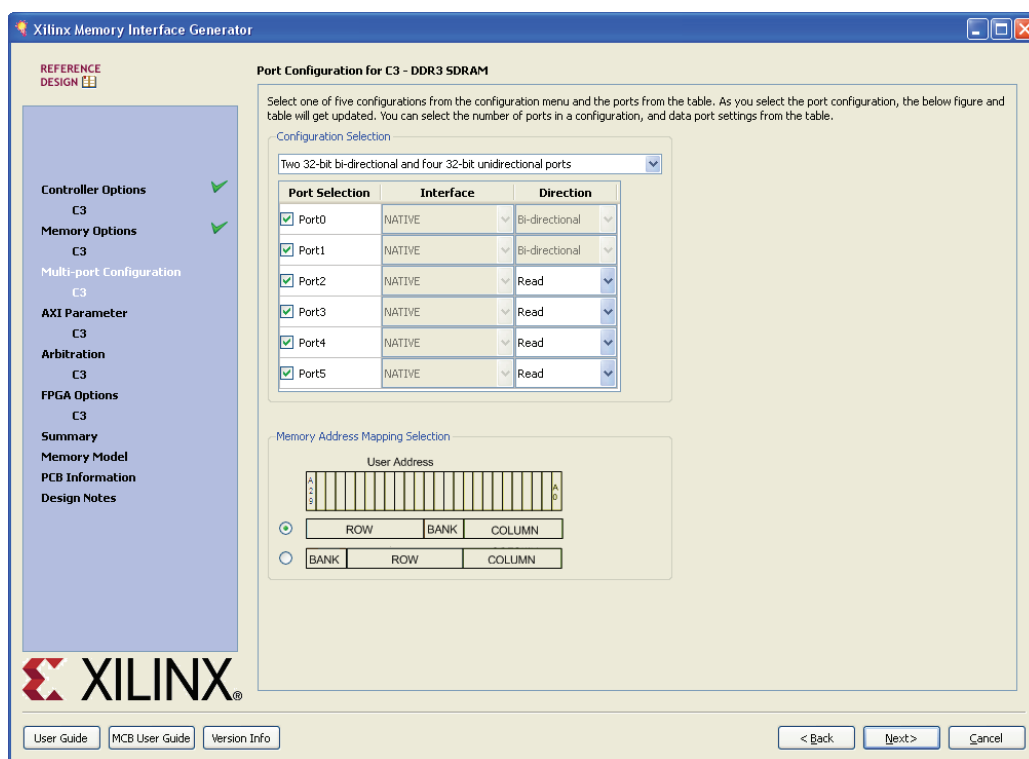 Xilinx Memory Interface Generator
REFERENCE
DESIGN
Controller Options
C3
Memory Options
C3
Multi-port Configuration
C3
AXI Parameter
C3
Arbitration
C3
FPGA Options
C3
Summary
Memory Model
PCB Information
Design Notes
XILINX®
Port Configuration for C3 - DDR3 SDRAM
Select one of five configurations from the configuration menu and the ports from the table. As you select the port configuration, the below figure and
table will get updated. You can select the number of ports in a configuration, and data port settings from the table.
Configuration Selection
Two 32-bit bi-directional and four 32-bit unidirectional ports
Port Selection Interface Direction
Port0 NATIVE Bi-directional
Port1 NATIVE Bi-directional
Port2 NATIVE Read
Port3 NATIVE Read
Port4 NATIVE Read
Port5 NATIVE Read
Memory Address Mapping Selection
User Address
A29 A0
ROW BANK COLUMN
BANK ROW COLUMN
User Guide MCB User Guide Version Info < Back Next> Cancel